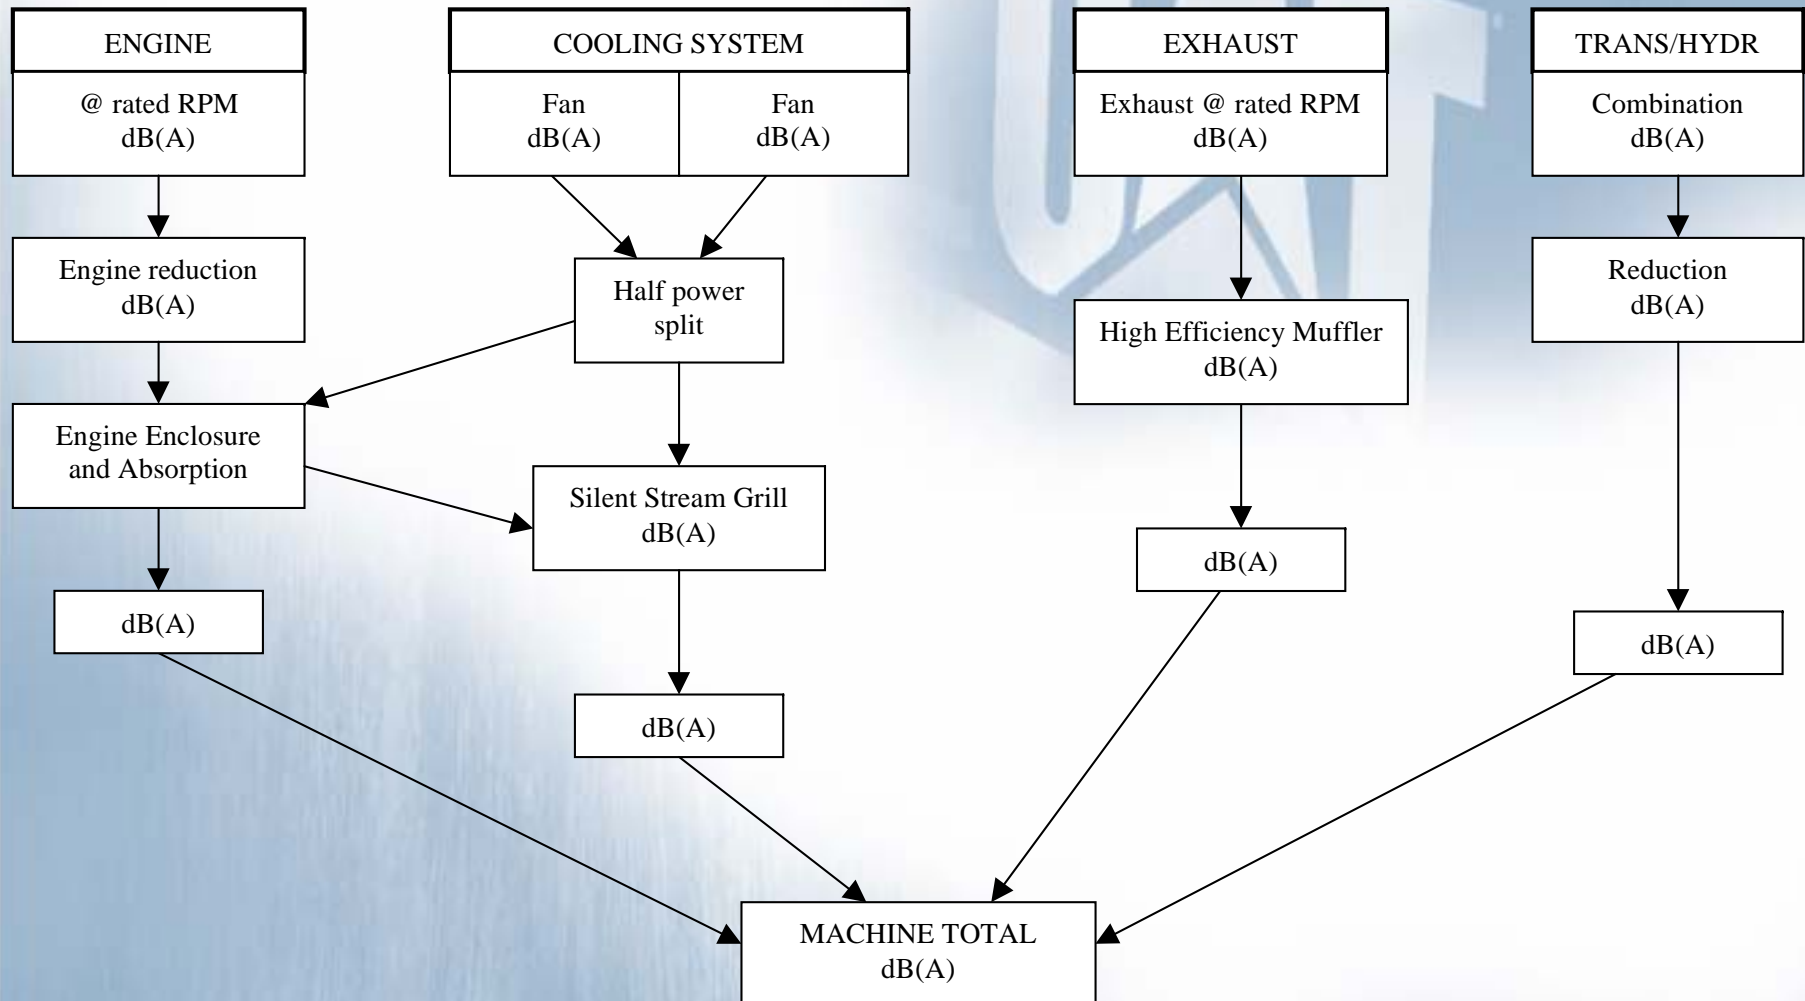 ENGINE
@ rated RPM
dB(A)
Engine reduction
dB(A)
Engine Enclosure
and Absorption
dB(A)
COOLING SYSTEM
Fan
dB(A)
Fan
dB(A)
Half power
split
Silent Stream Grill
dB(A)
dB(A)
EXHAUST
Exhaust @ rated RPM
dB(A)
High Efficiency Muffler
dB(A)
dB(A)
TRANS/HYDR
Combination
dB(A)
Reduction
dB(A)
dB(A)
MACHINE TOTAL
dB(A)